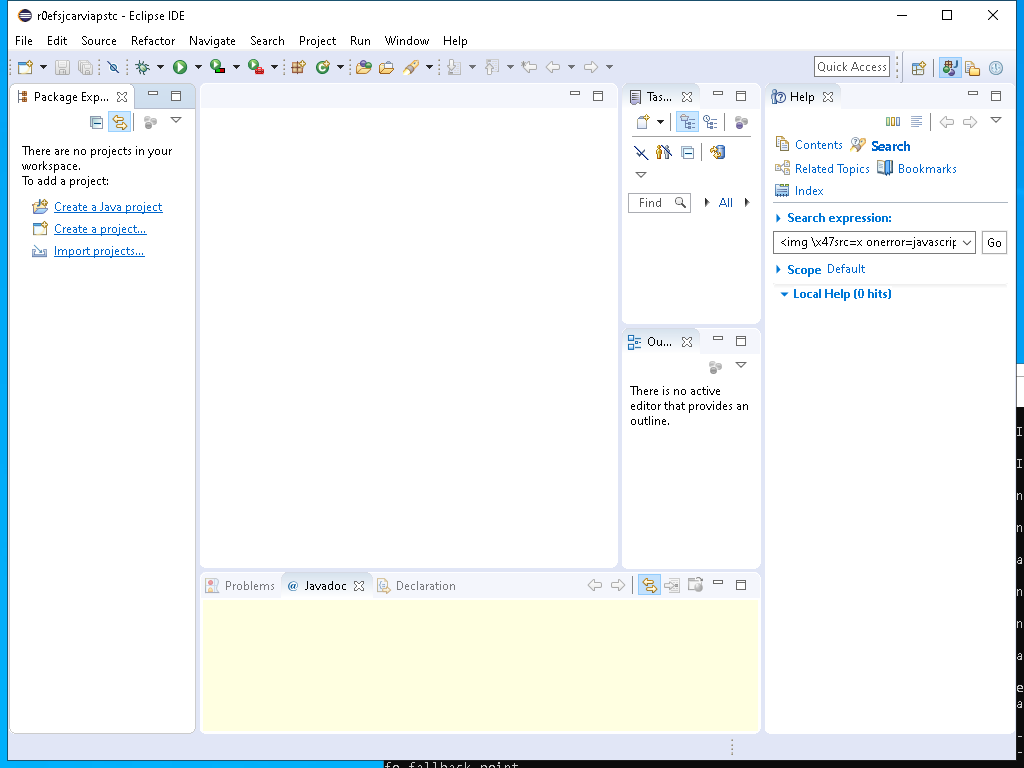 r0efsjcarviapstc - Eclipse IDE
File Edit Source Refactor Navigate Search Project Run Window Help
Quick Access
Package Exp...
There are no projects in your
workspace.
To add a project:
Create a Java project
Create a project...
Import projects...
Tas...
Find
All
Ou...
There is no active
editor that provides an
outline.
Help
Contents Search
Related Topics Bookmarks
Index
Search expression:
<img \x47src=x onerror=javascrip
Go
Scope Default
Local Help (0 hits)
Problems @ Javadoc Declaration
fo fallback point